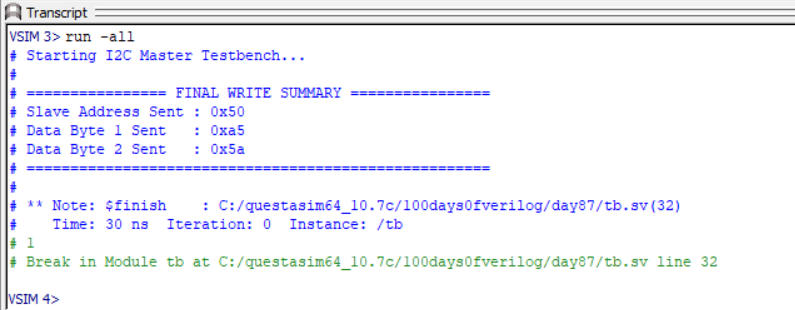 Transcript
VSIM 3> run -all
# Starting I2C Master Testbench...
#
# ================ FINAL WRITE SUMMARY ================
# Slave Address Sent : 0x50
# Data Byte 1 Sent   : 0xa5
# Data Byte 2 Sent   : 0x5a
# =====================================================
#
# ** Note: $finish    : C:/questasim64_10.7c/100days0fverilog/day87/tb.sv(32)
#    Time: 30 ns  Iteration: 0  Instance: /tb
# 1
# Break in Module tb at C:/questasim64_10.7c/100days0fverilog/day87/tb.sv line 32
VSIM 4>